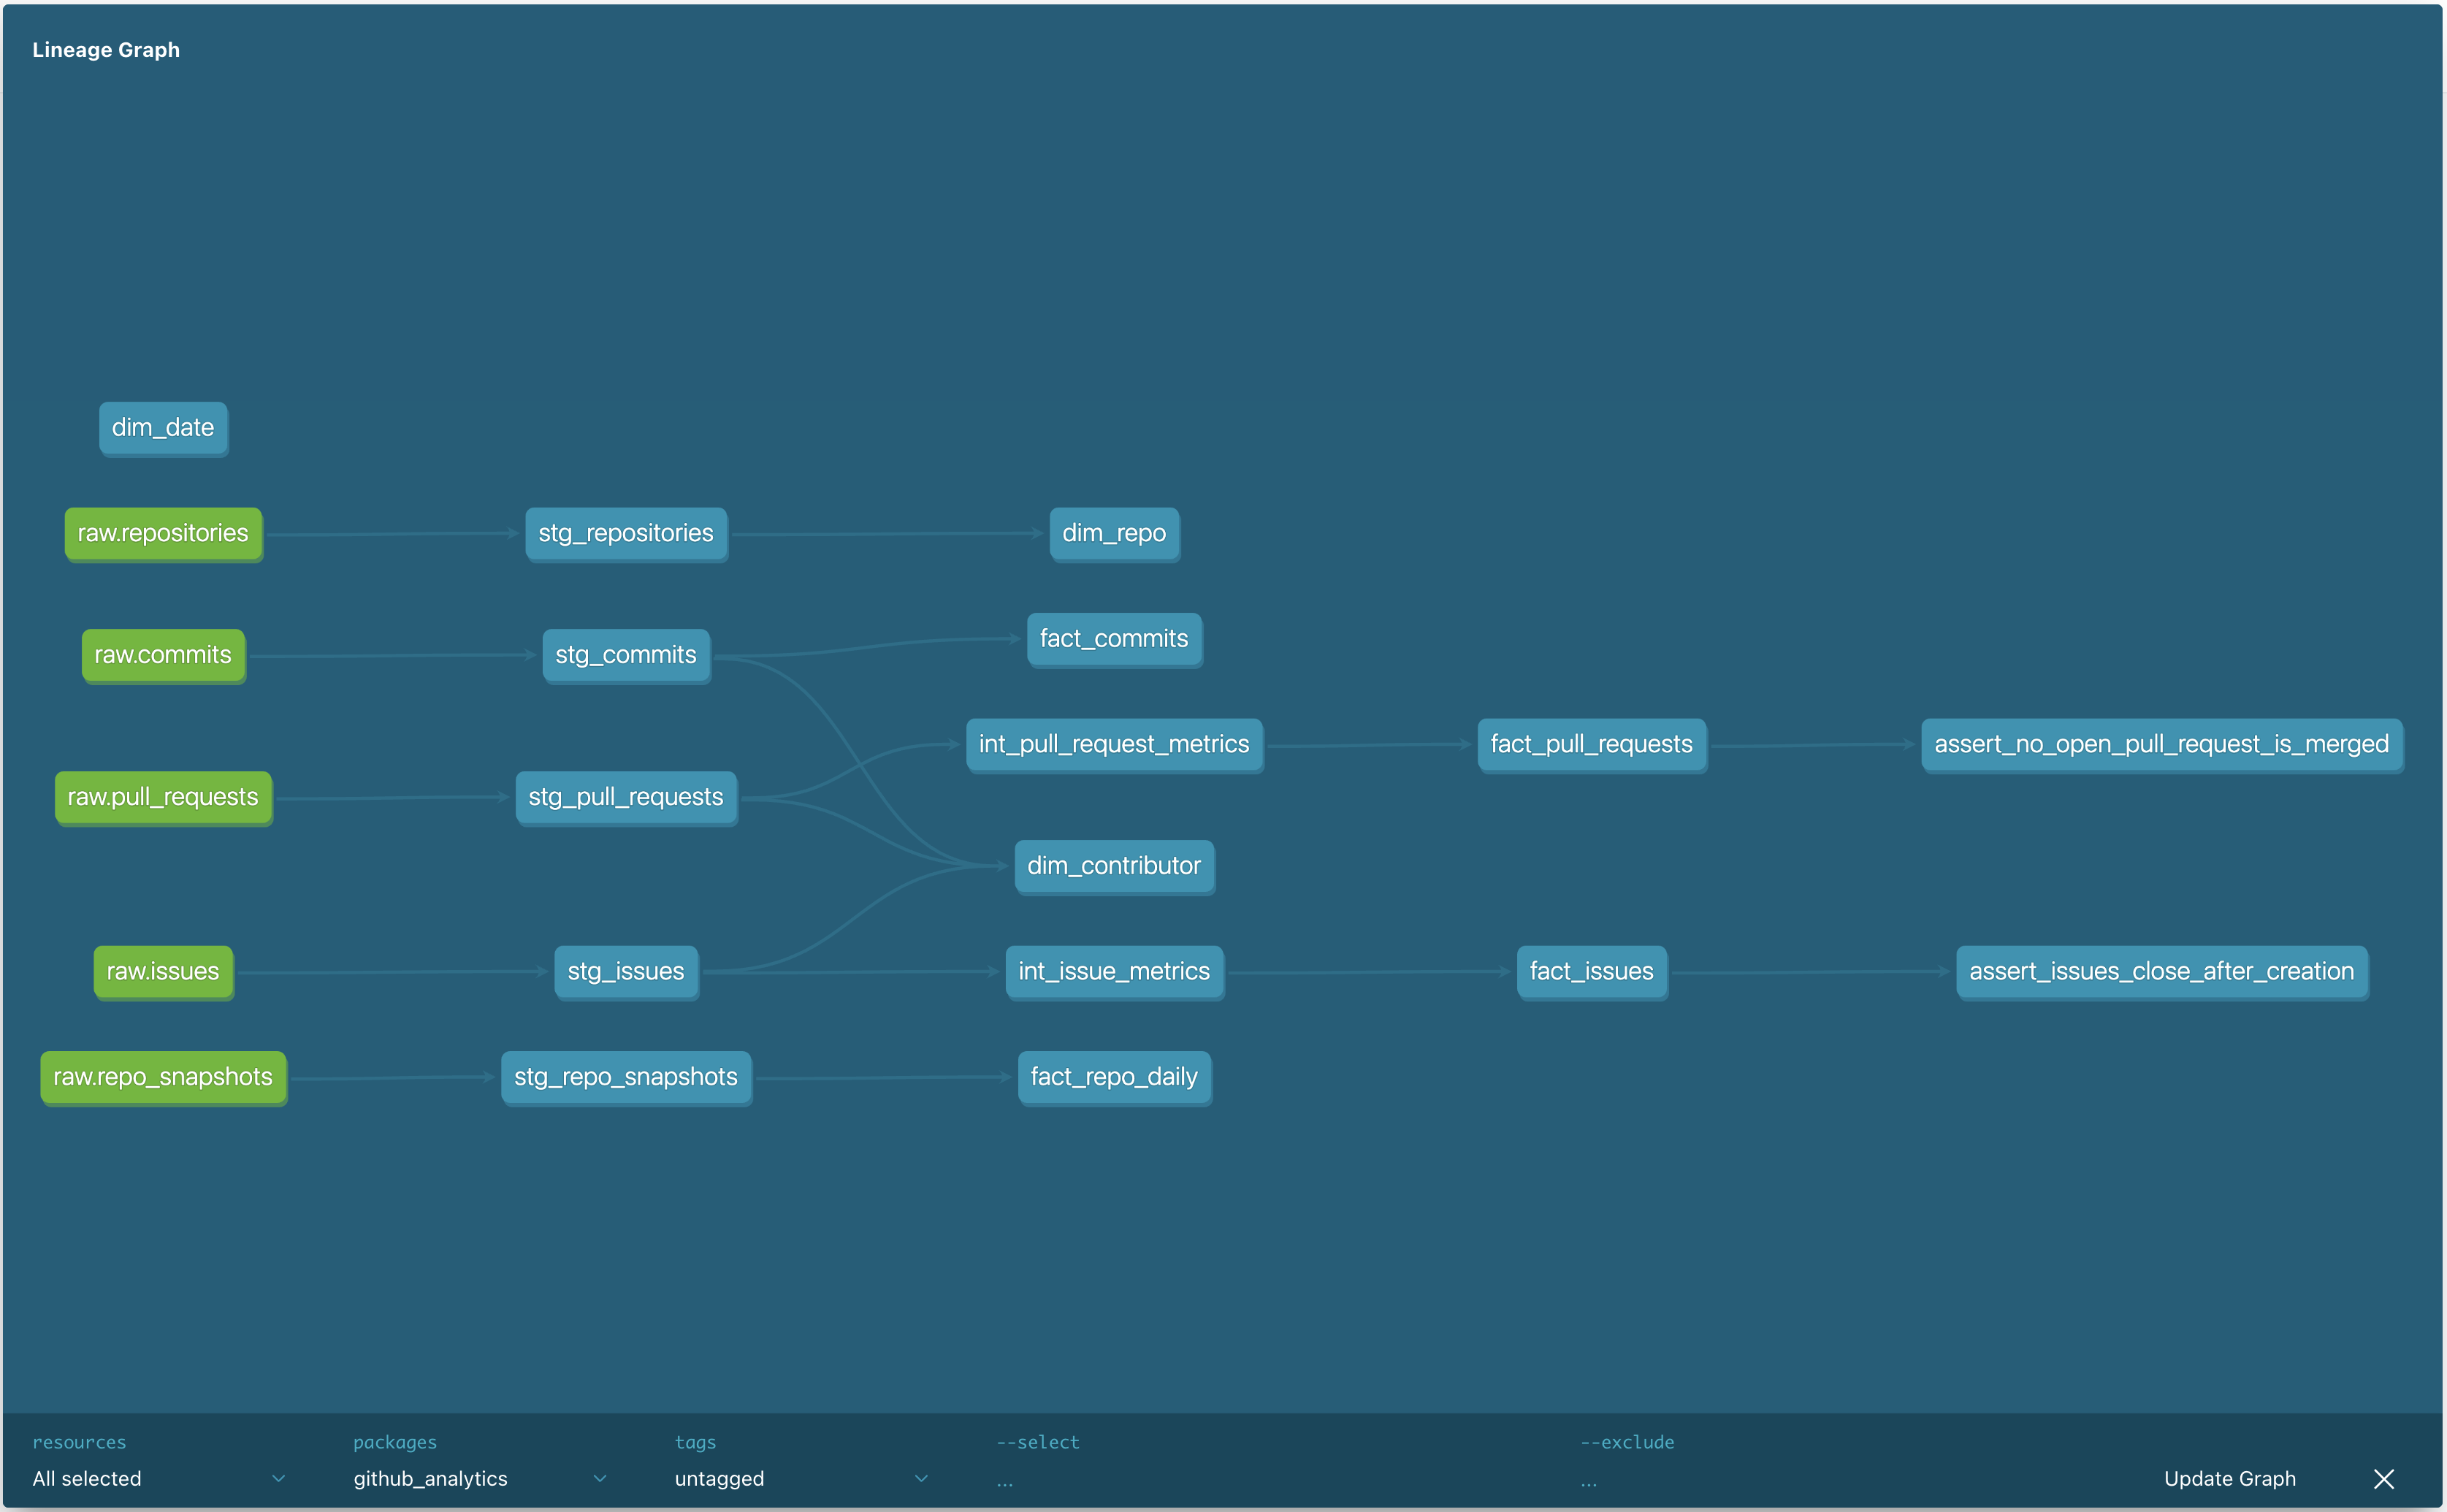 Lineage Graph
dim_date
raw.repositories
stg_repositories
dim_repo
raw.commits
stg_commits
fact_commits
int_pull_request_metrics
fact_pull_requests
assert_no_open_pull_request_is_merged
raw.pull_requests
stg_pull_requests
dim_contributor
raw.issues
stg_issues
int_issue_metrics
fact_issues
assert_issues_close_after_creation
raw.repo_snapshots
stg_repo_snapshots
fact_repo_daily
resources
All selected
packages
github_analytics
tags
untagged
--select
...
--exclude
...
Update Graph